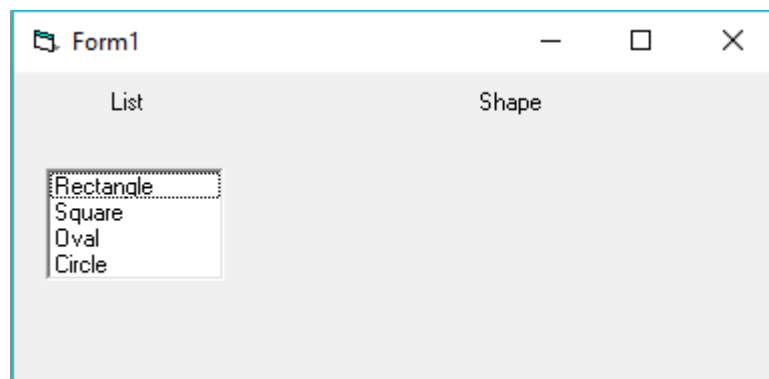 Form1
List Shape
Rectangle
Square
Oval
Circle